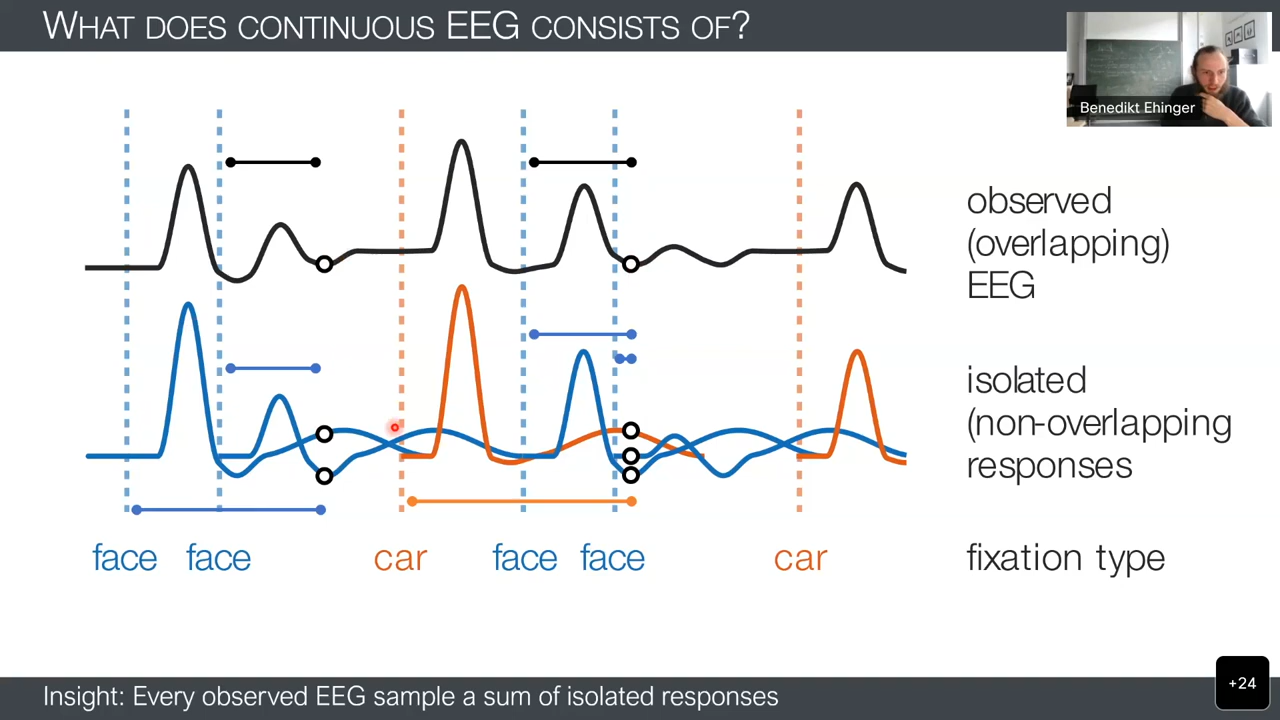 WHAT DOES CONTINUOUS EEG CONSISTS OF?
Benedikt Ehinger
observed
(overlapping)
EEG
isolated
(non-overlapping
responses
face face car face face car fixation type
+24
Insight: Every observed EEG sample a sum of isolated responses